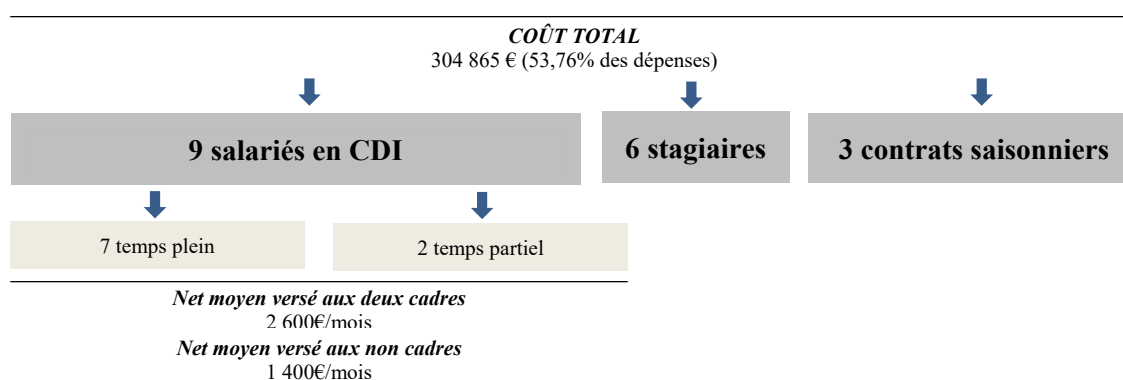 COÛT TOTAL
304 865 € (53,76% des dépenses)
9 salariés en CDI
6 stagiaires
3 contrats saisonniers
7 temps plein
2 temps partiel
Net moyen versé aux deux cadres
2 600€/mois
Net moyen versé aux non cadres
1 400€/mois